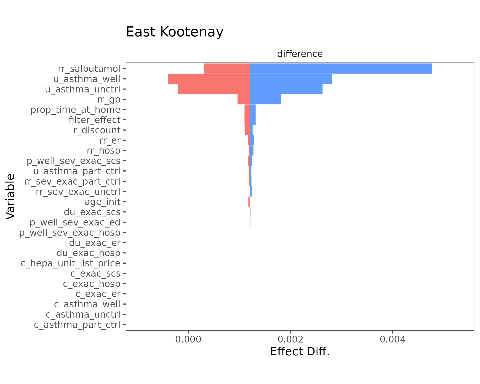 East Kootenay
difference
rr_salbutamol
u_asthma_well
u_asthma_unctrl
rr_gp
prop_time_at_home
filter_effect
r_discount
rr_er
rr_hosp
p_well_sev_exac_scs
u_asthma_part_ctrl
rr_sev_exac_part_ctrl
rr_sev_exac_unctrl
age_init
du_exac_scs
p_well_sev_exac_ed
p_well_sev_exac_hosp
du_exac_er
du_exac_hosp
c_hepa_unit_list_price
c_exac_scs
c_exac_hosp
c_exac_er
c_asthma_well
c_asthma_unctrl
c_asthma_part_ctrl
Variable
0.000 0.002 0.004
Effect Diff.